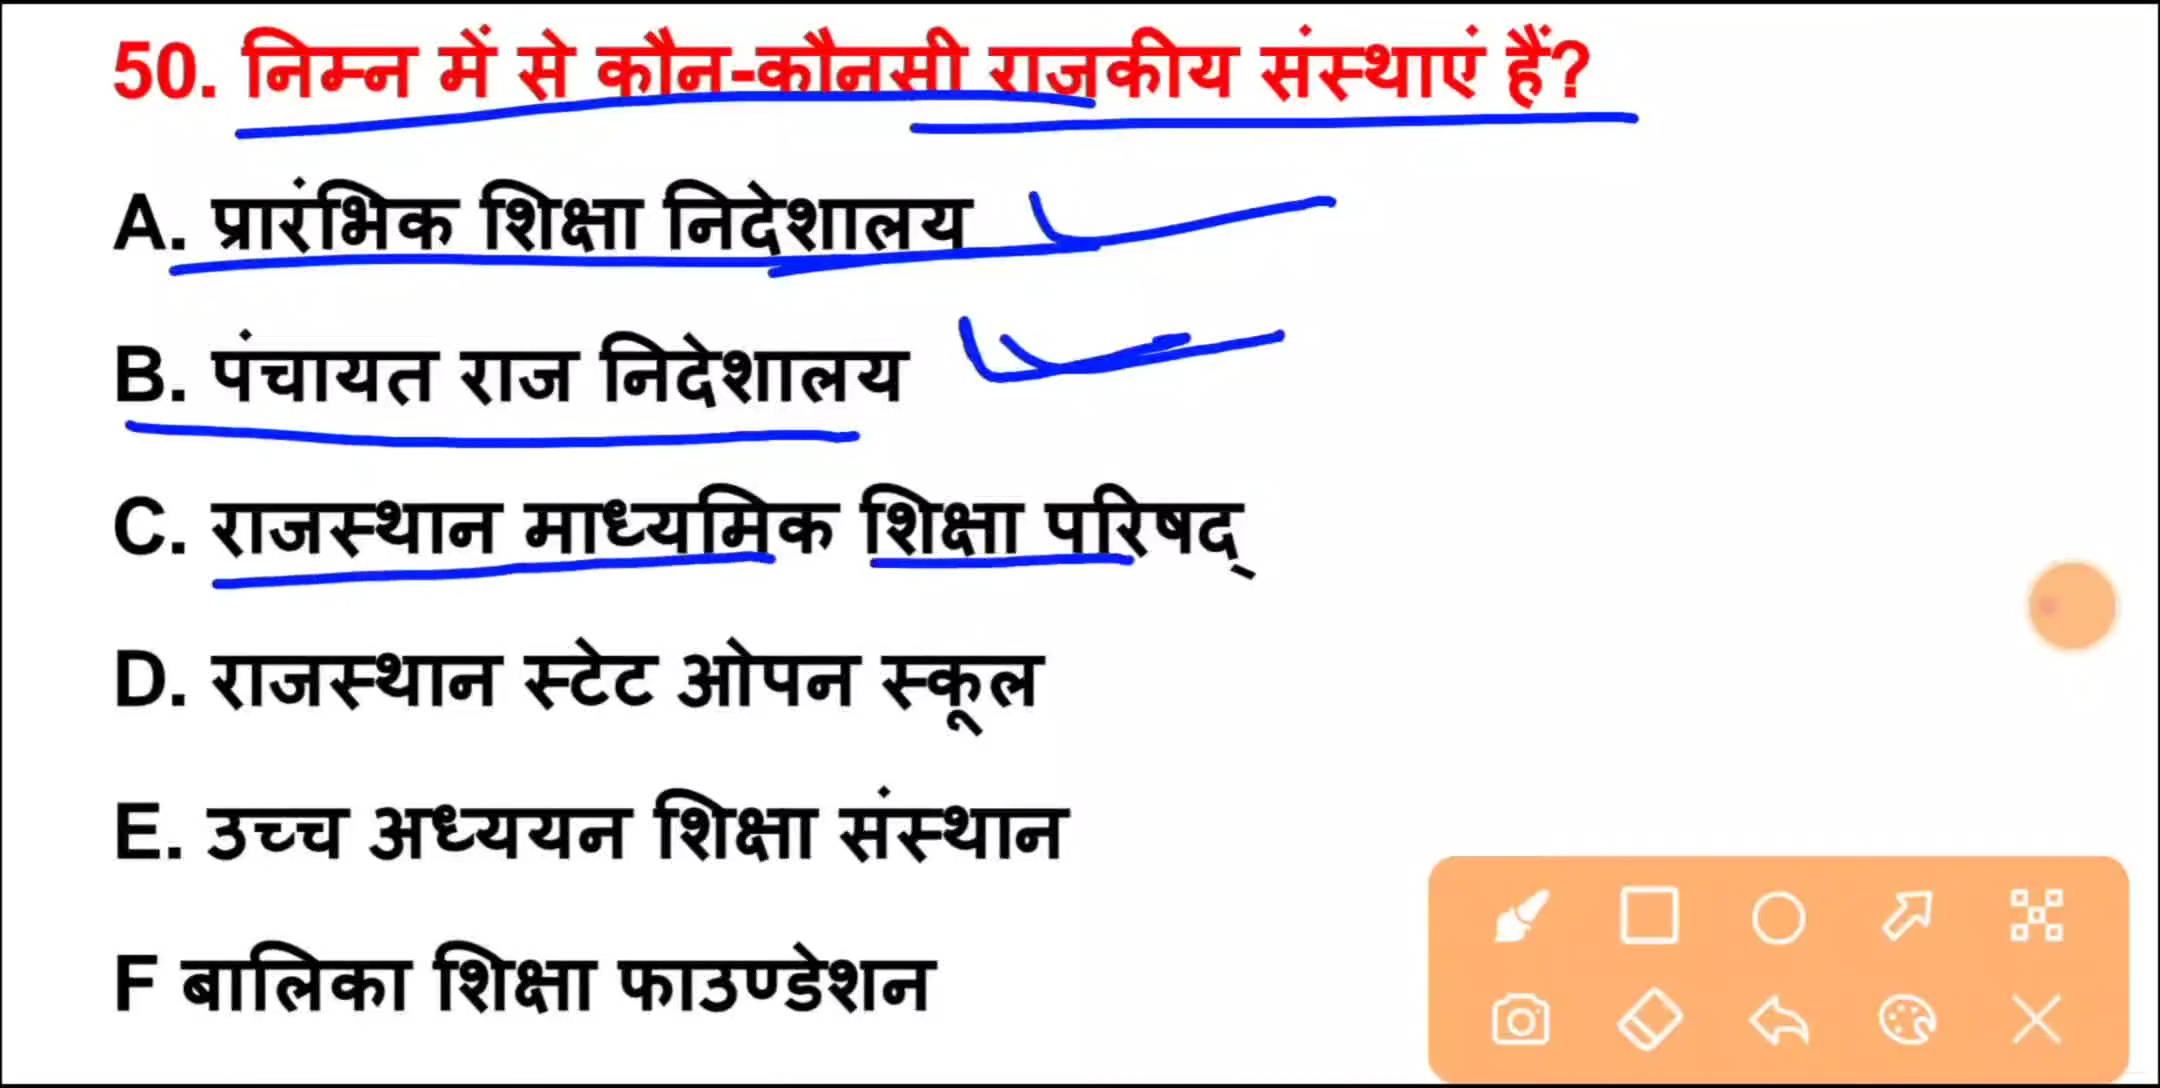 50. निम्न में से कौन-कौनसी राजकीय संस्थाएं हैं?
A. प्रारंभिक शिक्षा निदेशालय
B. पंचायत राज निदेशालय
C. राजस्थान माध्यमिक शिक्षा परिषद्
D. राजस्थान स्टेट ओपन स्कूल
E. उच्च अध्ययन शिक्षा संस्थान
F बालिका शिक्षा फाउण्डेशन